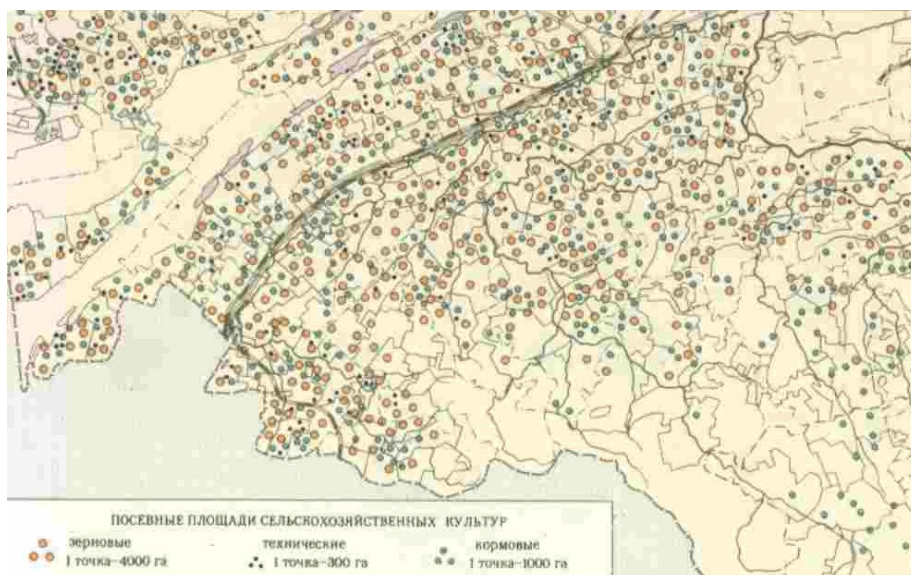 ПОСЕВНЫЕ ПЛОЩАДИ СЕЛЬСКОХОЗЯЙСТВЕННЫХ КУЛЬТУР
зерновые технические кормовые
1 точка-4000 га 1 точка-300 га 1 точка-1000 га